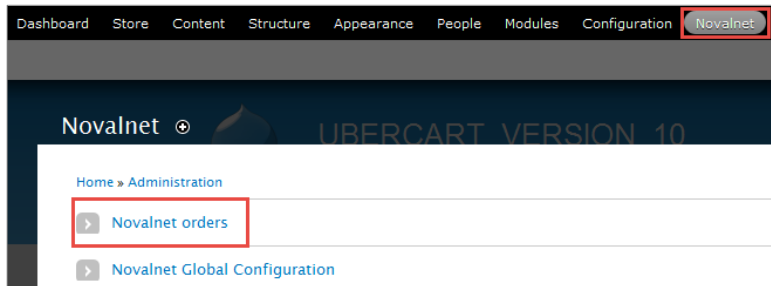 Dashboard Store Content Structure Appearance People Modules Configuration Novalnet
Novalnet
UBERCART VERSION 10
Home » Administration
Novalnet orders
Novalnet Global Configuration